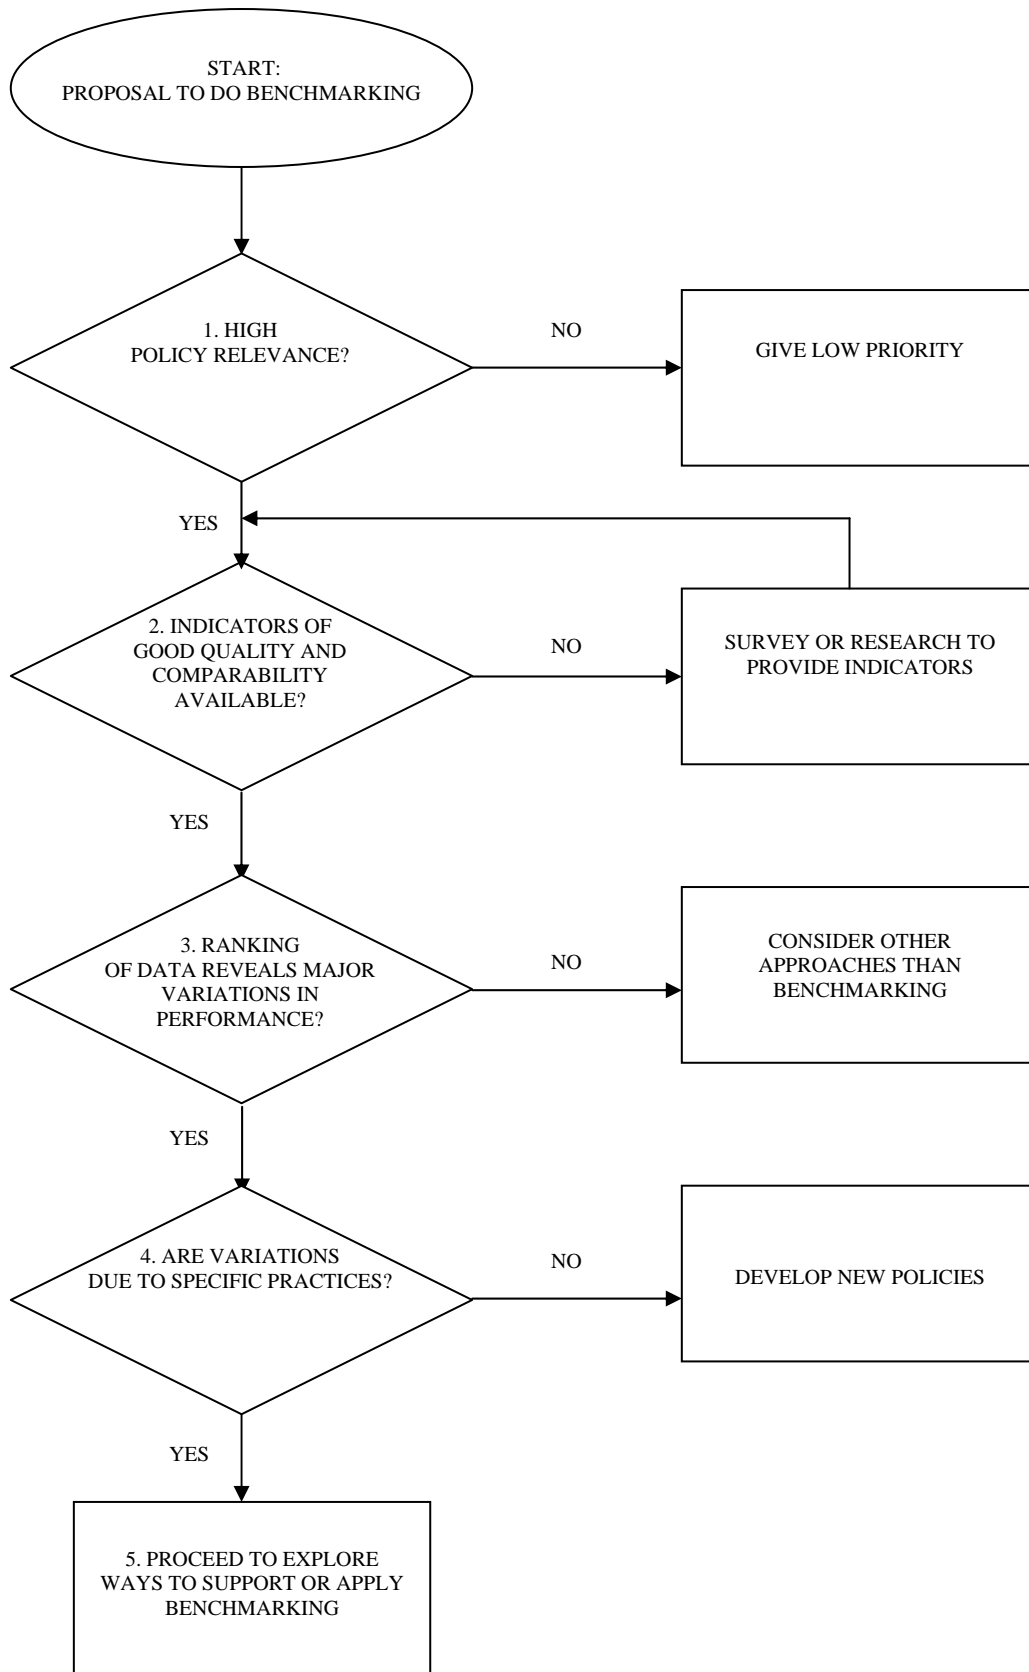 START:
PROPOSAL TO DO BENCHMARKING
1. HIGH
POLICY RELEVANCE?
NO
GIVE LOW PRIORITY
YES
2. INDICATORS OF
GOOD QUALITY AND
COMPARABILITY
AVAILABLE?
NO
SURVEY OR RESEARCH TO
PROVIDE INDICATORS
YES
3. RANKING
OF DATA REVEALS MAJOR
VARIATIONS IN
PERFORMANCE?
NO
CONSIDER OTHER
APPROACHES THAN
BENCHMARKING
YES
4. ARE VARIATIONS
DUE TO SPECIFIC PRACTICES?
NO
DEVELOP NEW POLICIES
YES
5. PROCEED TO EXPLORE
WAYS TO SUPPORT OR APPLY
BENCHMARKING